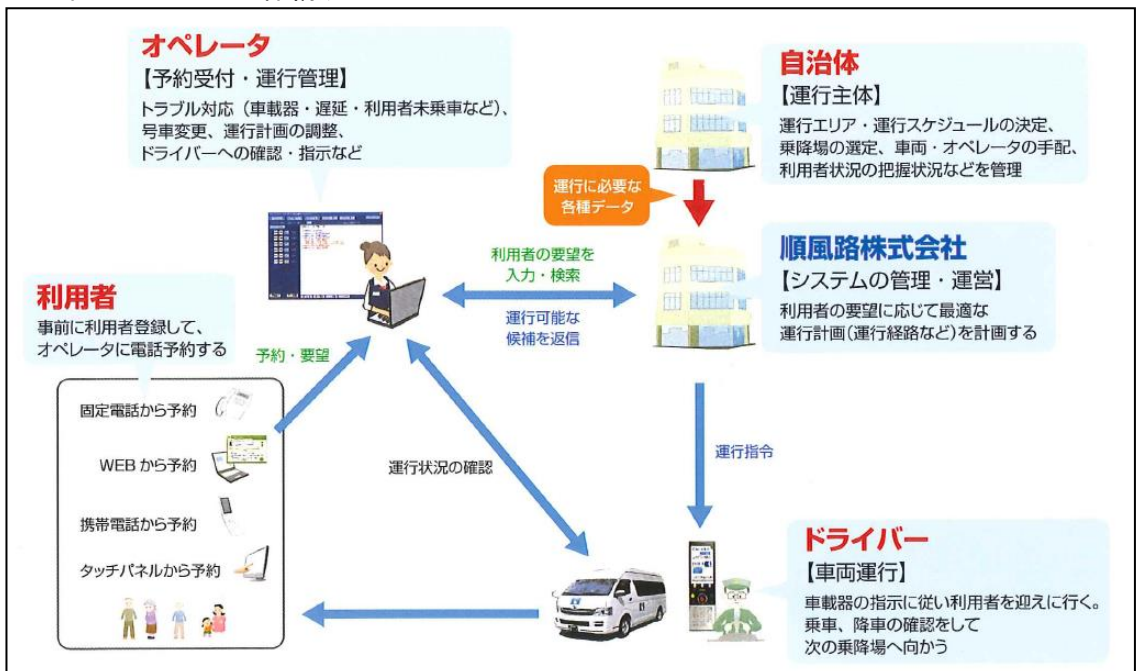 オペレータ
【予約受付・運行管理】
トラブル対応（車載器・遅延・利用者未乗車など）、
号車変更、運行計画の調整、
ドライバーへの確認・指示など
自治体
【運行主体】
運行エリア・運行スケジュールの決定、
乗降場の選定、車両・オペレータの手配、
利用者状況の把握状況などを管理
運行に必要な
各種データ
順風路株式会社
【システムの管理・運営】
利用者の要望に応じて最適な
運行計画（運行経路など）を計画する
利用者の要望を
入力・検索
運行可能な
候補を返信
利用者
事前に利用者登録して、
オペレータに電話予約する
予約・要望
固定電話から予約
WEBから予約
携帯電話から予約
タッチパネルから予約
運行状況の確認
運行指令
ドライバー
【車両運行】
車載器の指示に従い利用者を迎えに行く。
乗車、降車の確認をして
次の乗降場へ向かう